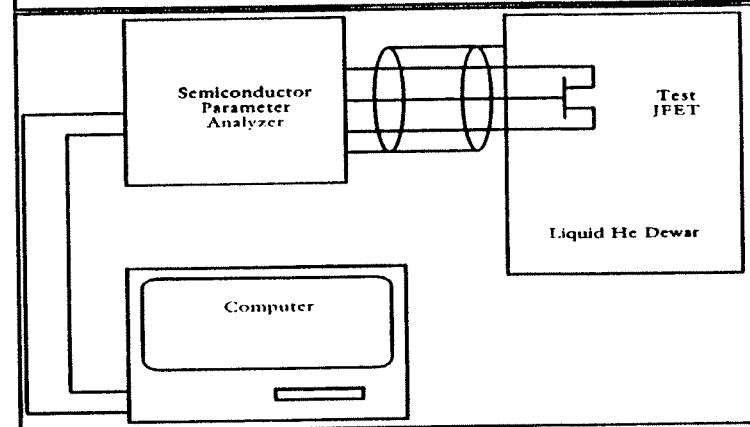 Semiconductor
Parameter
Analyzer
Test
JFET
Liquid He Dewar
Computer